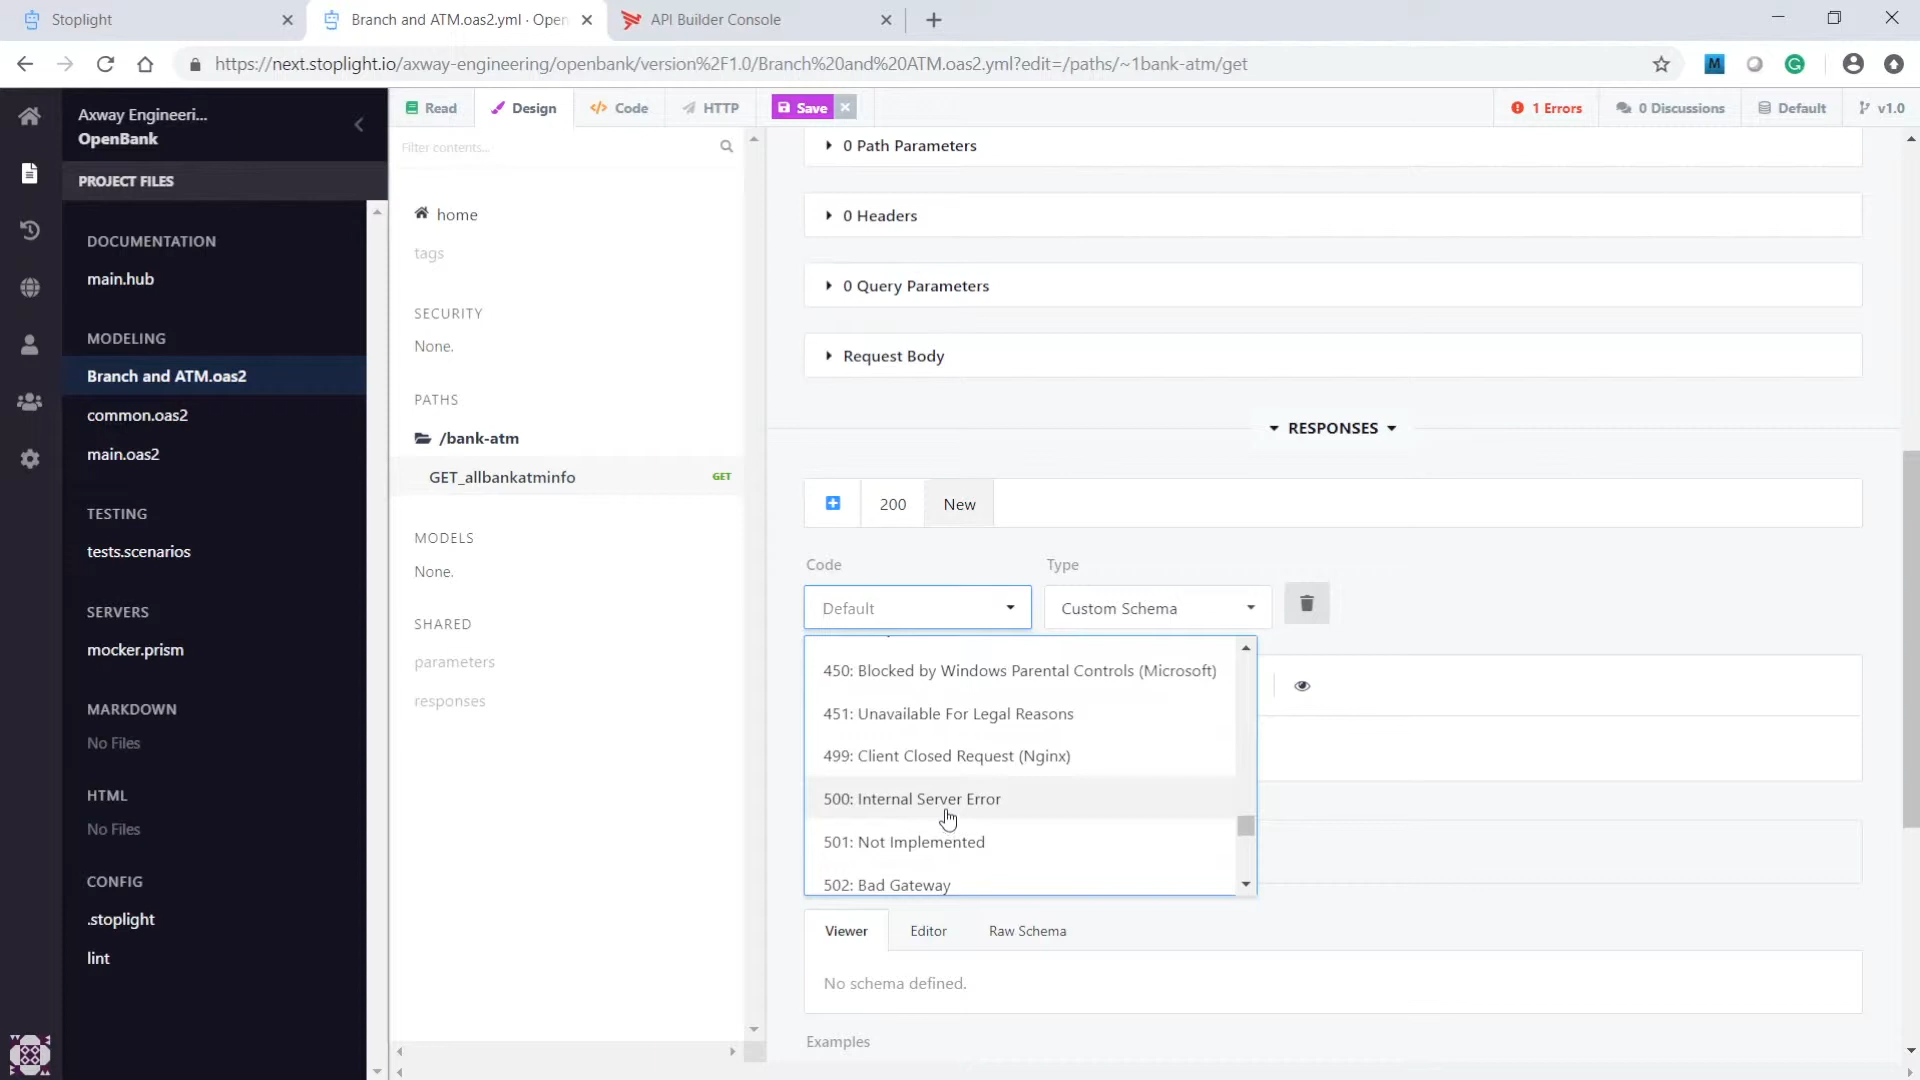 Stoplight
Branch and ATM.oas2.yml · Open
API Builder Console
https://next.stoplight.io/axway-engineering/openbank/version%2F1.0/Branch%20and%20ATM.oas2.yml?edit=/paths/~1bank-atm/get
M
G
Axway Engineeri...
OpenBank
Read
Design
Code
HTTP
Save
1 Errors
0 Discussions
Default
v1.0
PROJECT FILES
DOCUMENTATION
main.hub
MODELING
Branch and ATM.oas2
common.oas2
main.oas2
TESTING
tests.scenarios
SERVERS
mocker.prism
MARKDOWN
No Files
HTML
No Files
CONFIG
.stoplight
lint
Filter contents...
home
tags
SECURITY
None.
PATHS
/bank-atm
GET_allbankatminfo
GET
MODELS
None.
SHARED
parameters
responses
0 Path Parameters
0 Headers
0 Query Parameters
Request Body
RESPONSES
200
New
Code
Type
Default
Custom Schema
450: Blocked by Windows Parental Controls (Microsoft)
451: Unavailable For Legal Reasons
499: Client Closed Request (Nginx)
500: Internal Server Error
501: Not Implemented
502: Bad Gateway
Viewer
Editor
Raw Schema
No schema defined.
Examples